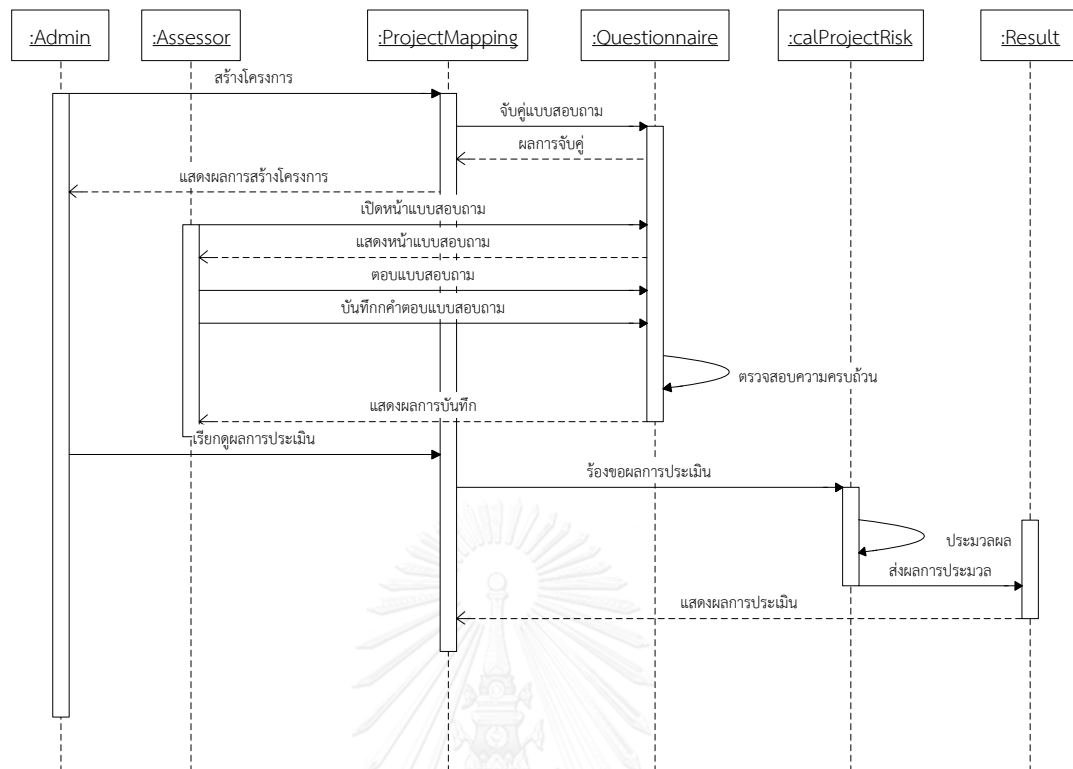 :Admin
:Assessor
:ProjectMapping
:Questionnaire
:calProjectRisk
:Result
สร้างโครงการ
จับคู่แบบสอบถาม
ผลการจับคู่
แสดงผลการสร้างโครงการ
เปิดหน้าแบบสอบถาม
แสดงหน้าแบบสอบถาม
ตอบแบบสอบถาม
บันทึกกคำตอบแบบสอบถาม
ตรวจสอบความครบถ้วน
แสดงผลการบันทึก
เรียกดูผลการประเมิน
ร้องขอผลการประเมิน
ประมวลผล
ส่งผลการประมวล
แสดงผลการประเมิน